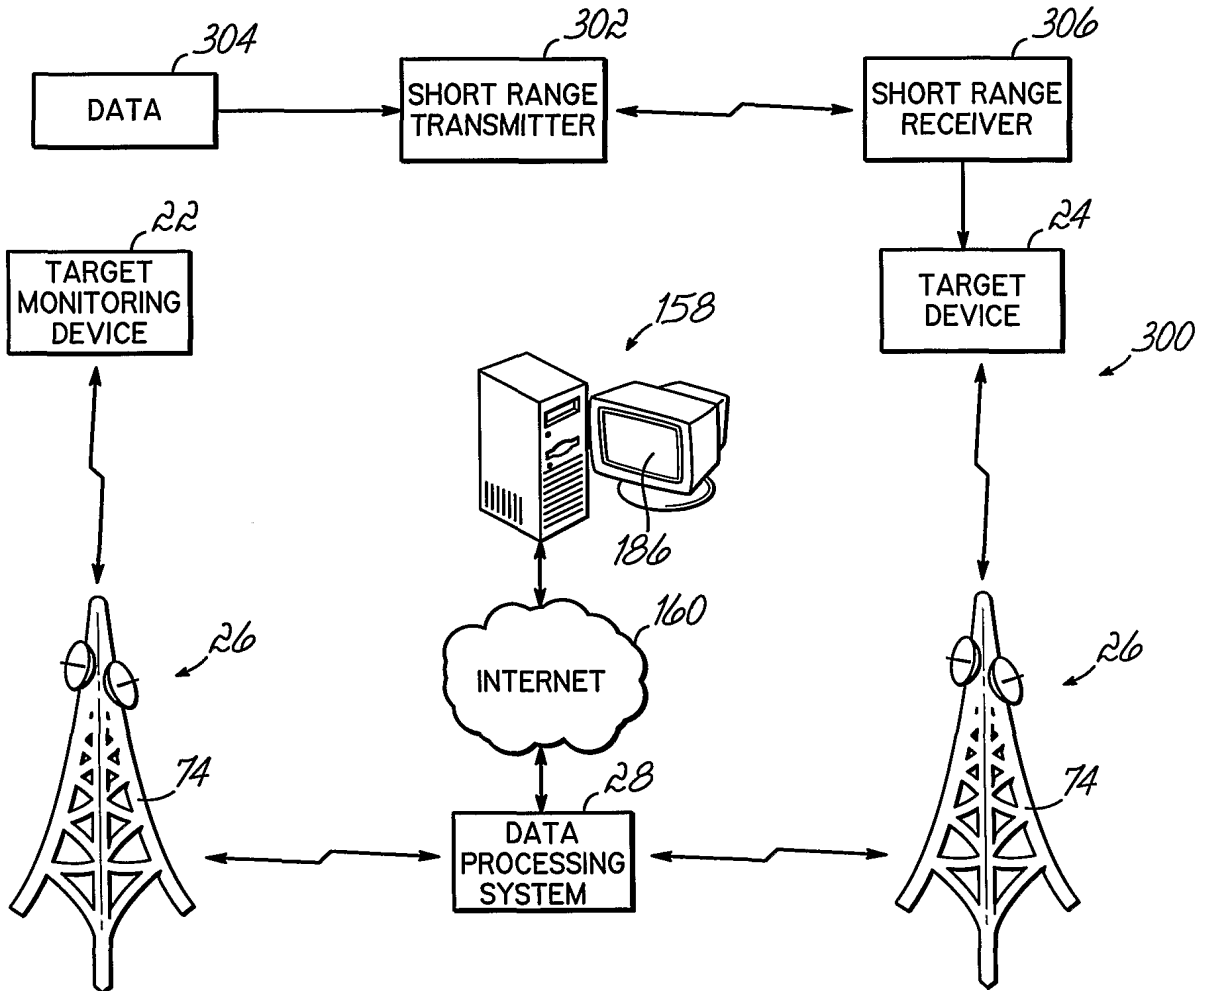 304
302
306
DATA
SHORT RANGE
TRANSMITTER
SHORT RANGE
RECEIVER
22
24
TARGET
MONITORING
DEVICE
TARGET
DEVICE
158
300
186
160
26
INTERNET
26
74
28
74
DATA
PROCESSING
SYSTEM